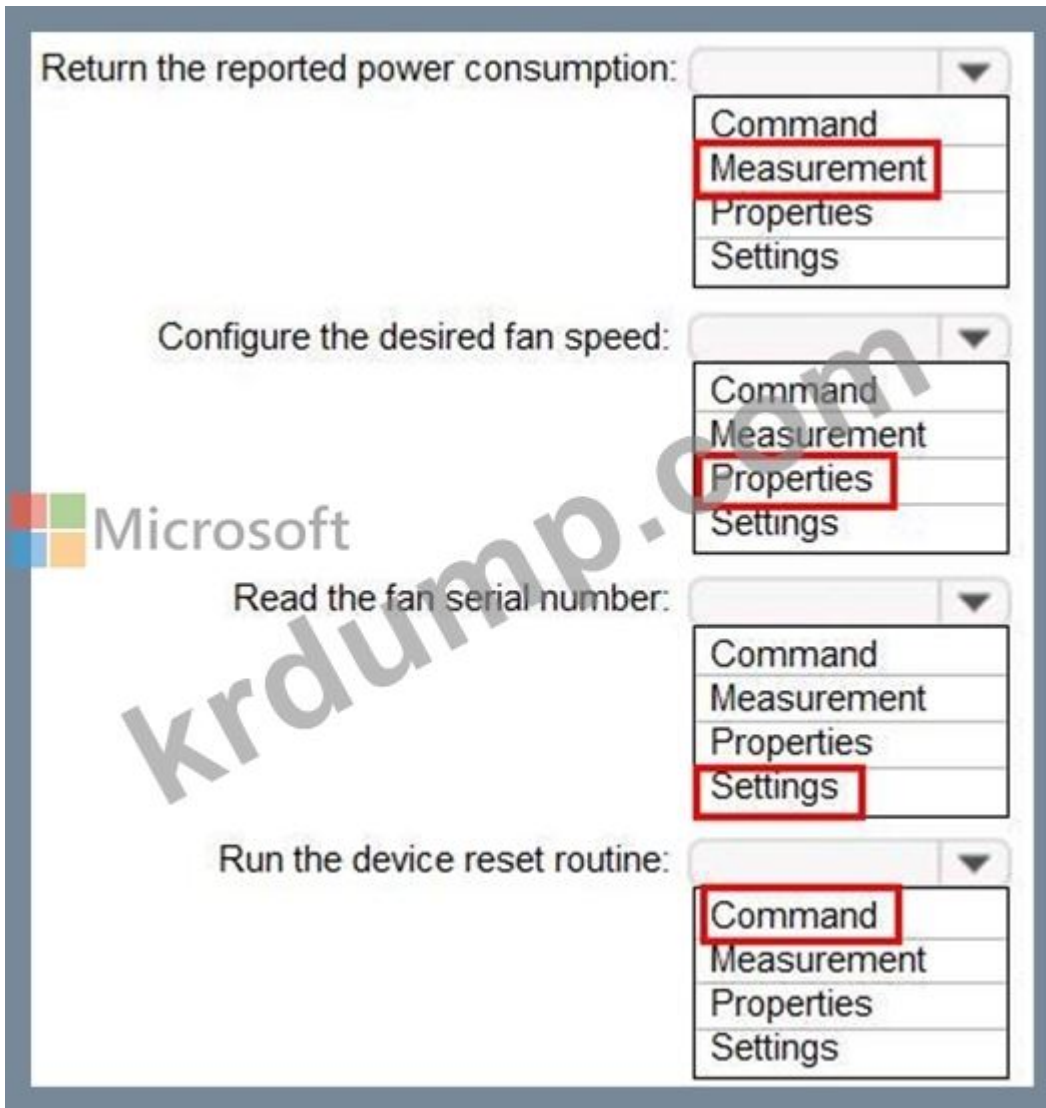 Return the reported power consumption:
Command
Measurement
Properties
Settings
Configure the desired fan speed:
Command
Measurement
Properties
Settings
Microsoft
krdump.com
Read the fan serial number:
Command
Measurement
Properties
Settings
Run the device reset routine:
Command
Measurement
Properties
Settings